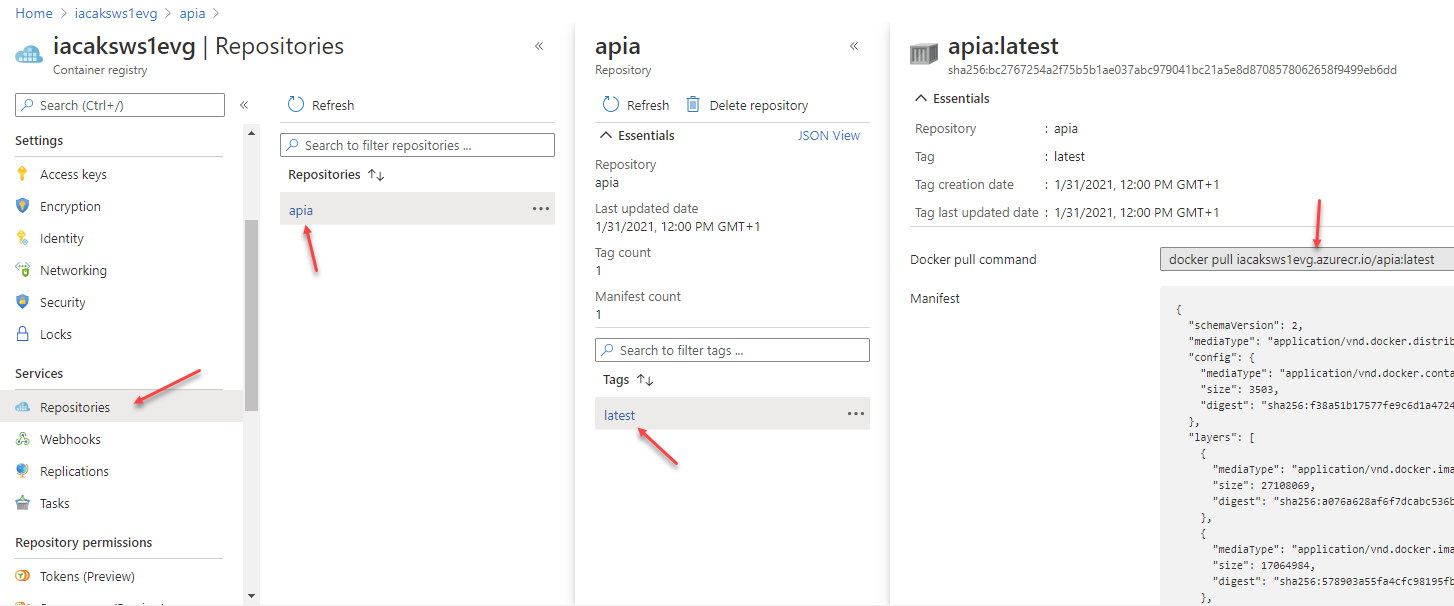 Home > iacaksws1evg > apia >
iacaksws1evg | Repositories
Container registry
Search (Ctrl+/)
Settings
Access keys
Encryption
Identity
Networking
Security
Locks
Services
Repositories
Webhooks
Replications
Tasks
Repository permissions
Tokens (Preview)
Refresh
Search to filter repositories ...
Repositories
apia
apia
Repository
Refresh
Delete repository
Essentials
JSON View
Repository
apia
Last updated date
1/31/2021, 12:00 PM GMT+1
Tag count
1
Manifest count
1
Search to filter tags ...
Tags
latest
apia:latest
sha256:bc2767254a2f75b5b1ae037abc979041bc21a5e8d8708578062658f9499eb6dd
Essentials
Repository : apia
Tag : latest
Tag creation date : 1/31/2021, 12:00 PM GMT+1
Tag last updated date : 1/31/2021, 12:00 PM GMT+1
Docker pull command
docker pull iacaksws1evg.azurecr.io/apia:latest
Manifest
{
"schemaVersion": 2,
"mediaType": "application/vnd.docker.distrib
"config": {
"mediaType": "application/vnd.docker.conta
"size": 3503,
"digest": "sha256:f38a51b17577fe9c6d1a4724
},
"layers": [
{
"mediaType": "application/vnd.docker.ima
"size": 27108069,
"digest": "sha256:a076a628af6f7dcabc536b
},
{
"mediaType": "application/vnd.docker.ima
"size": 17064984,
"digest": "sha256:578903a55fa4cfc98195fb
},